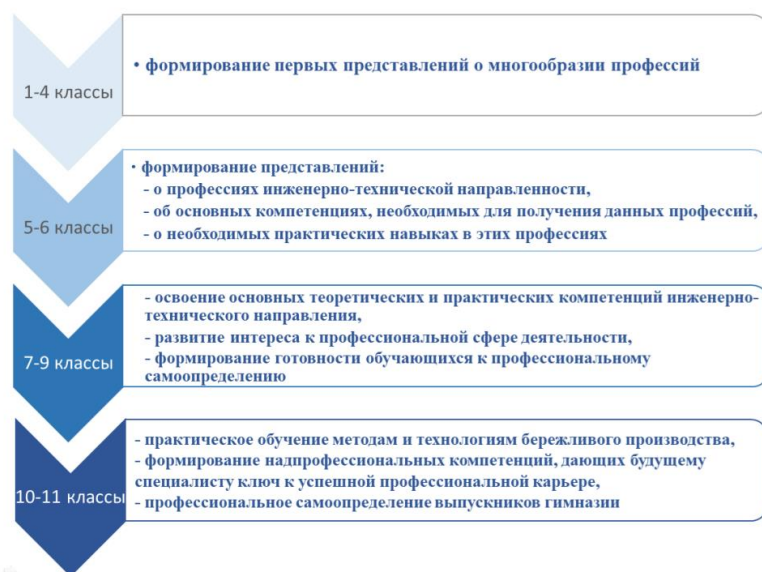 1-4 классы
• формирование первых представлений о многообразии профессий
5-6 классы
• формирование представлений:
- о профессиях инженерно-технической направленности,
- об основных компетенциях, необходимых для получения данных профессий,
- о необходимых практических навыках в этих профессиях
7-9 классы
- освоение основных теоретических и практических компетенций инженерно-
технического направления,
- развитие интереса к профессиональной сфере деятельности,
- формирование готовности обучающихся к профессиональному
самоопределению
10-11 классы
- практическое обучение методам и технологиям бережливого производства,
- формирование надпрофессиональных компетенций, дающих будущему
специалисту ключ к успешной профессиональной карьере,
- профессиональное самоопределение выпускников гимназии